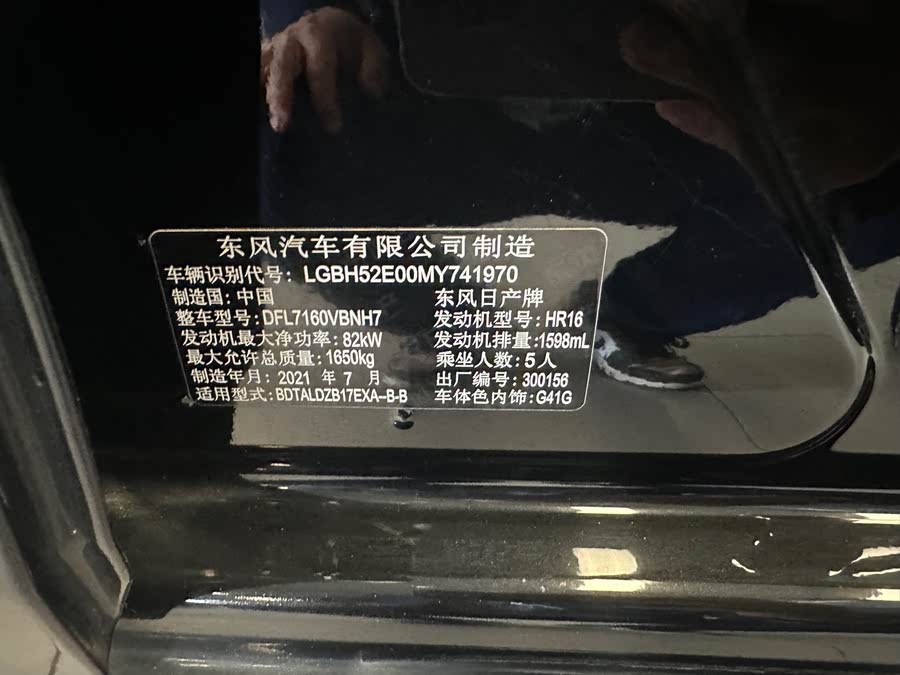 东风汽车有限公司制造
车辆识别代号：LGBH52E00MY741970
制造国：中国 东风日产牌
整车型号：DFL7160VBNH7 发动机型号：HR16
发动机最大净功率：82kW 发动机排量：1598mL
最大允许总质量：1650kg 乘坐人数：5人
制造年月：2021 年 7 月 出厂编号：300156
适用型式：BDTALDZB17EXA--B-B 车体色内饰：G41G